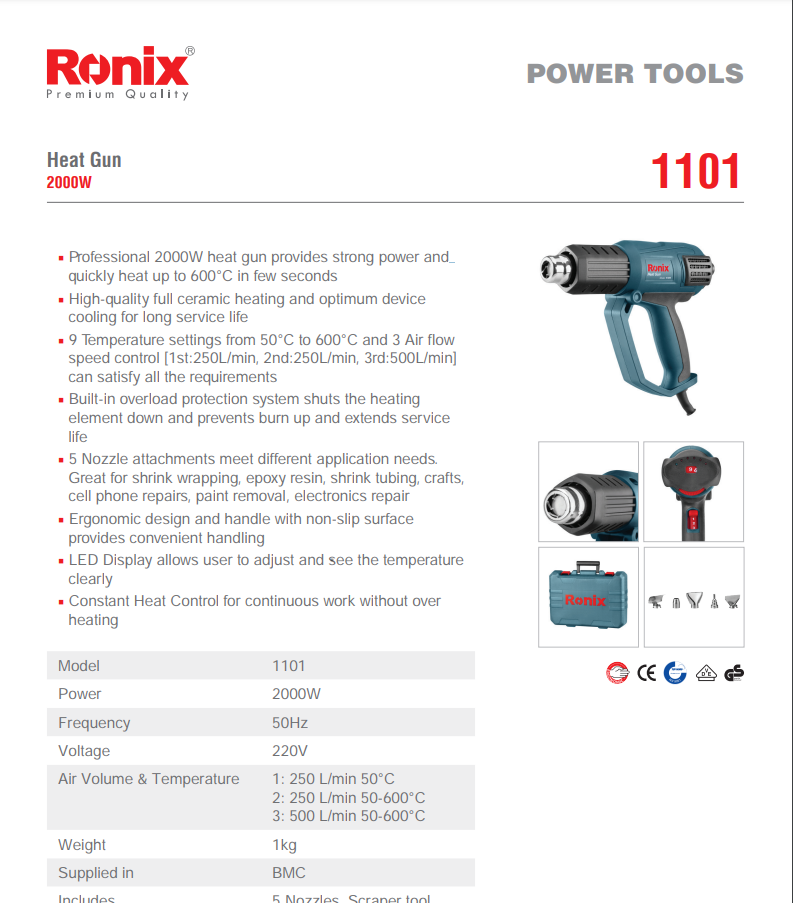 Ronix®
Premium Quality
POWER TOOLS
Heat Gun
2000W
1101
Professional 2000W heat gun provides strong power and_
quickly heat up to 600°C in few seconds
High-quality full ceramic heating and optimum device
cooling for long service life
9 Temperature settings from 50°C to 600°C and 3 Air flow
speed control [1st:250L/min, 2nd:250L/min, 3rd:500L/min]
can satisfy all the requirements
Built-in overload protection system shuts the heating
element down and prevents burn up and extends service
life
5 Nozzle attachments meet different application needs.
Great for shrink wrapping, epoxy resin, shrink tubing, crafts,
cell phone repairs, paint removal, electronics repair
Ergonomic design and handle with non-slip surface
provides convenient handling
LED Display allows user to adjust and see the temperature
clearly
Constant Heat Control for continuous work without over
heating
Ronix
Ronix
CE
Model 1101
Power 2000W
Frequency 50Hz
Voltage 220V
Air Volume & Temperature 1: 250 L/min 50°C
2: 250 L/min 50-600°C
3: 500 L/min 50-600°C
Weight 1kg
Supplied in BMC
Includes 5 Nozzles, Scraper tool